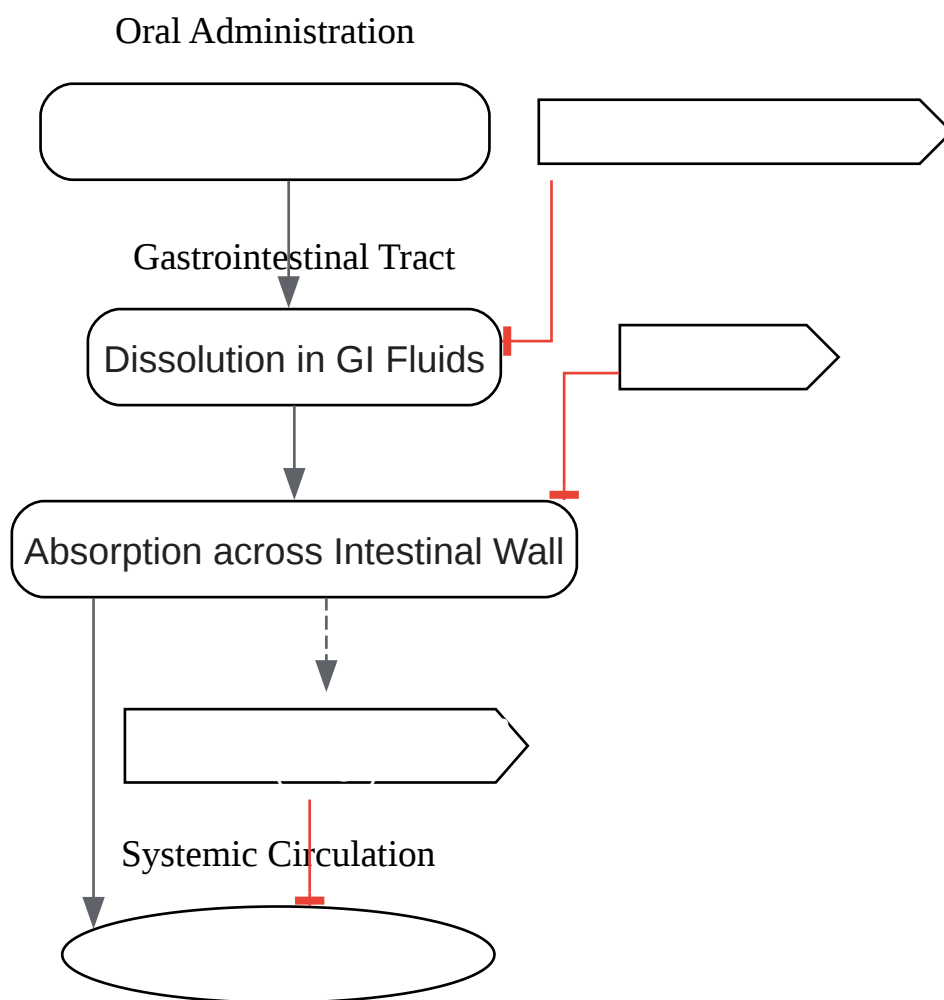 Oral Administration
Gastrointestinal Tract
Dissolution in GI Fluids
Absorption across Intestinal Wall
Systemic Circulation